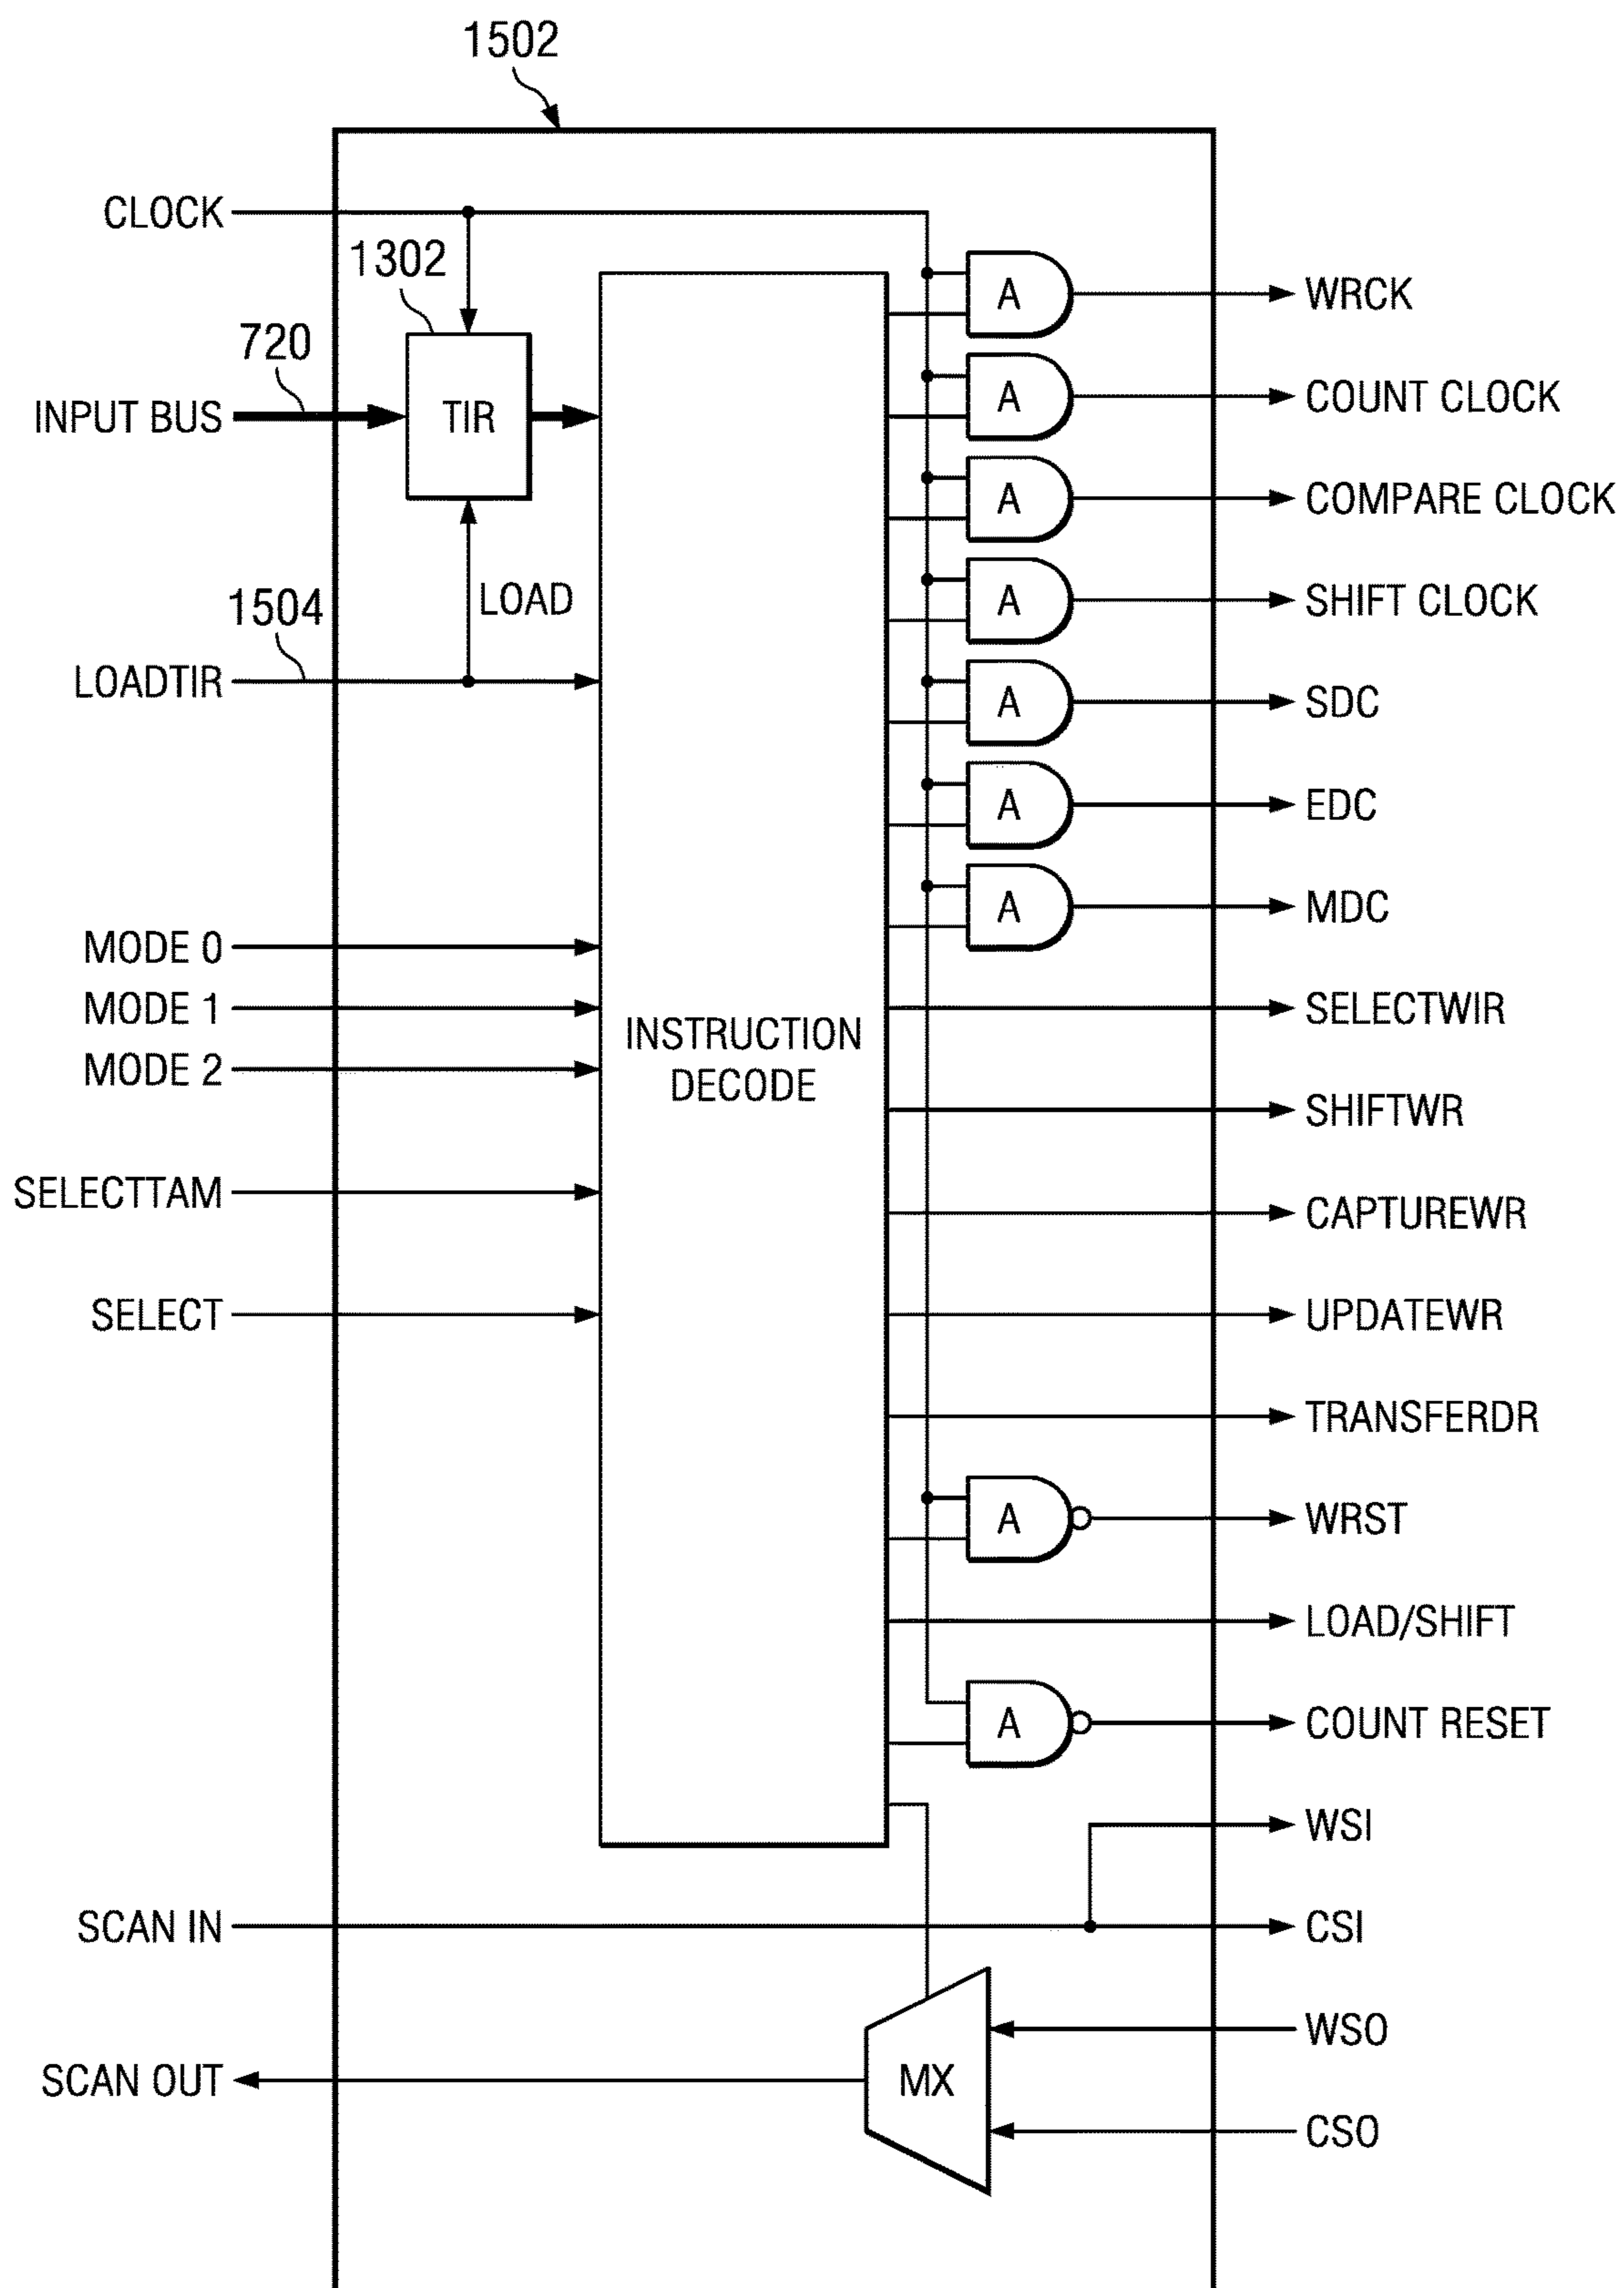 1502
CLOCK
1302
A
WRCK
720
INPUT BUS
TIR
A
COUNT CLOCK
A
COMPARE CLOCK
1504
LOAD
A
SHIFT CLOCK
LOADTIR
A
SDC
A
EDC
A
MDC
MODE 0
MODE 1
MODE 2
INSTRUCTION
DECODE
SELECTWIR
SHIFTWR
SELECTTAM
CAPTUREWR
SELECT
UPDATEWR
TRANSFERDR
A
WRST
LOAD/SHIFT
A
COUNT RESET
WSI
SCAN IN
CSI
WSO
SCAN OUT
MX
CSO